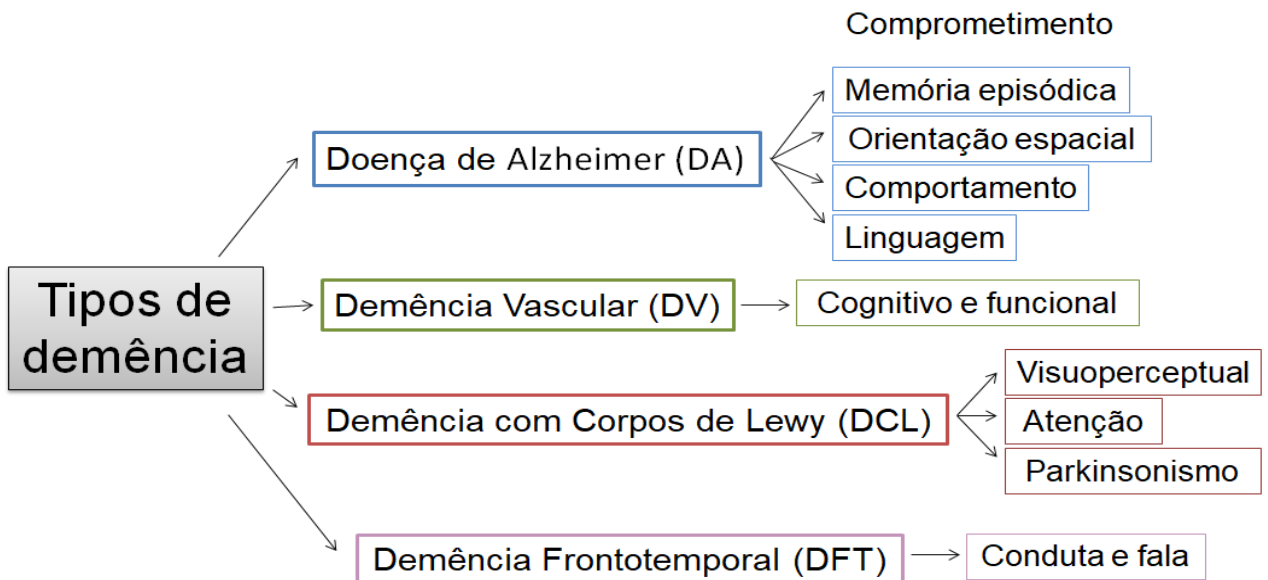 Comprometimento
Memória episódica
Doença de Alzheimer (DA)
Orientação espacial
Comportamento
Linguagem
Tipos de
demência
Demência Vascular (DV)
Cognitivo e funcional
Demência com Corpos de Lewy (DCL)
Visuoperceptual
Atenção
Parkinsonismo
Demência Frontotemporal (DFT)
Conduta e fala